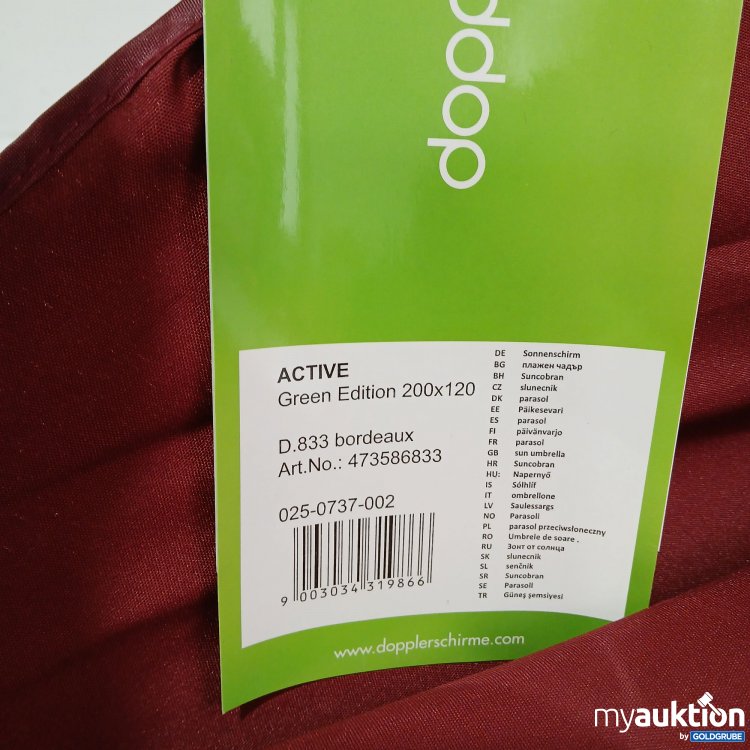 doppl
ACTIVE
Green Edition 200x120
D.833 bordeaux
Art.No.: 473586833
025-0737-002
9 003034 319866
DE Sonnenschirm
BG плажен чадър
BH Suncobran
CZ slunecnik
DK parasol
EE Päikesevari
ES parasol
FI päivänvarjo
FR parasol
GB sun umbrella
HR Suncobran
HU: Napernyő
IS Sólhlíf
IT ombrellone
LV Saulessargs
NO Parasoll
PL parasol przeciwsłoneczny
RO Umbrele de soare .
RU Зонт от солнца
SK slunecnik
SL senčnik
SR Suncobran
SE Parasoll
TR Güneş şemsiyesi
www.dopplerschirme.com
myauktion
by GOLDGRUBE